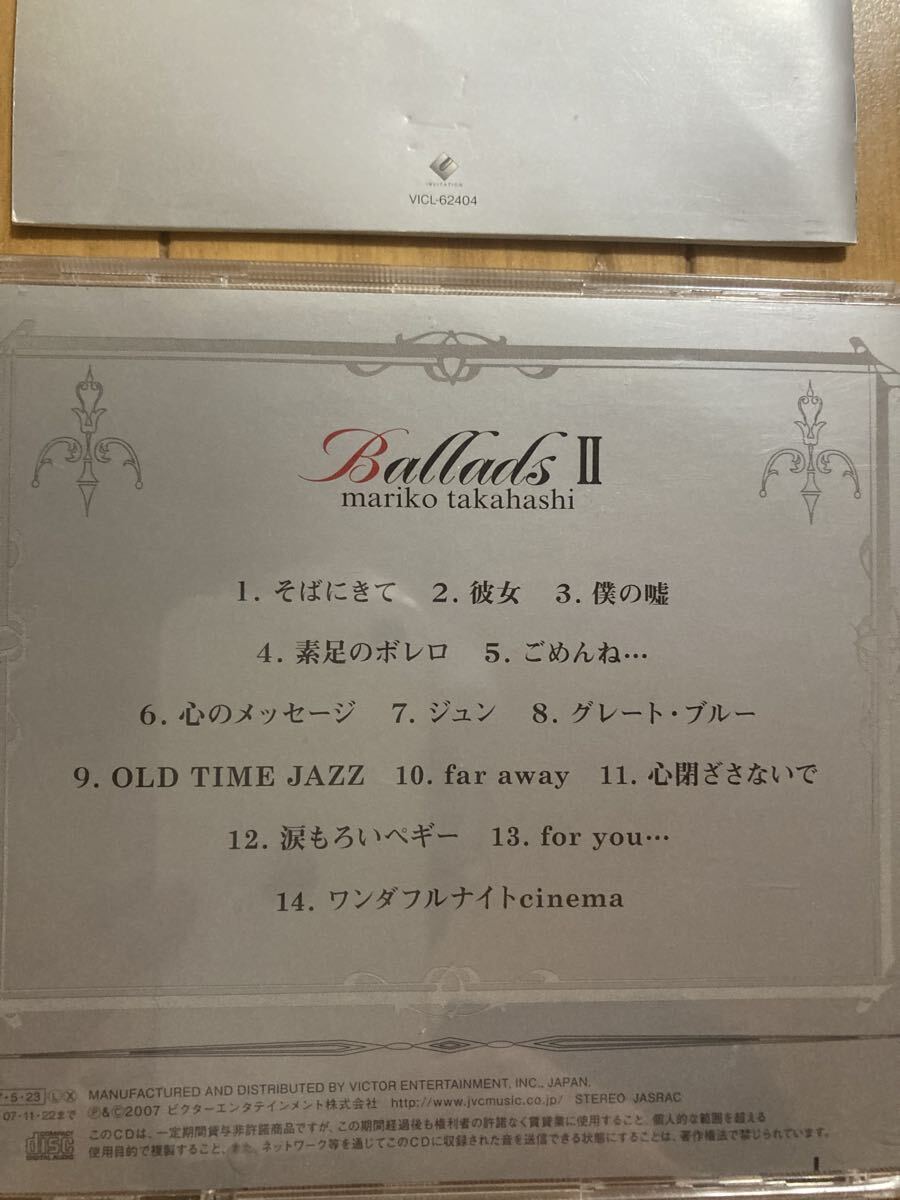 INVITATION
VICL-62404
Ballads II
mariko takahashi
1. そばにきて 2. 彼女 3. 僕の嘘
4. 素足のボレロ 5. ごめんね…
6. 心のメッセージ 7. ジュン 8. グレート・ブルー
9. OLD TIME JAZZ 10. far away 11. 心閉ざさないで
12. 涙もろいペギー 13. for you…
14. ワンダフルナイトcinema
・5・23 Ⓛ Ⓧ MANUFACTURED AND DISTRIBUTED BY VICTOR ENTERTAINMENT, INC., JAPAN.
07・11・22まで Ⓟ&Ⓒ2007 ビクターエンタテインメント株式会社 http://www.jvcmusic.co.jp/ STEREO JASRAC
COMPACT disc DIGITAL AUDIO
このCDは、一定期間貸与非許諾商品ですが、この期間経過後も権利者の許諾なく賃貸業に使用すること、個人的な範囲を超える
使用目的で複製すること、また、ネットワーク等を通じてこのCDに収録された音を送信できる状態にすることは、著作権法で禁じられています。